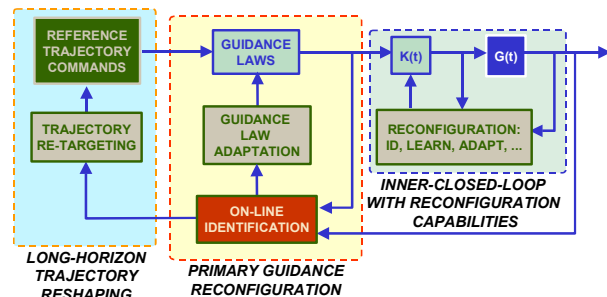 REFERENCE
TRAJECTORY
COMMANDS
GUIDANCE
LAWS
K(t)
G(t)
TRAJECTORY
RE-TARGETING
GUIDANCE
LAW
ADAPTATION
RECONFIGURATION:
ID, LEARN, ADAPT, ...
ON-LINE
IDENTIFICATION
INNER-CLOSED-LOOP
WITH RECONFIGURATION
CAPABILITIES
LONG-HORIZON
TRAJECTORY
RESHAPING
PRIMARY GUIDANCE
RECONFIGURATION